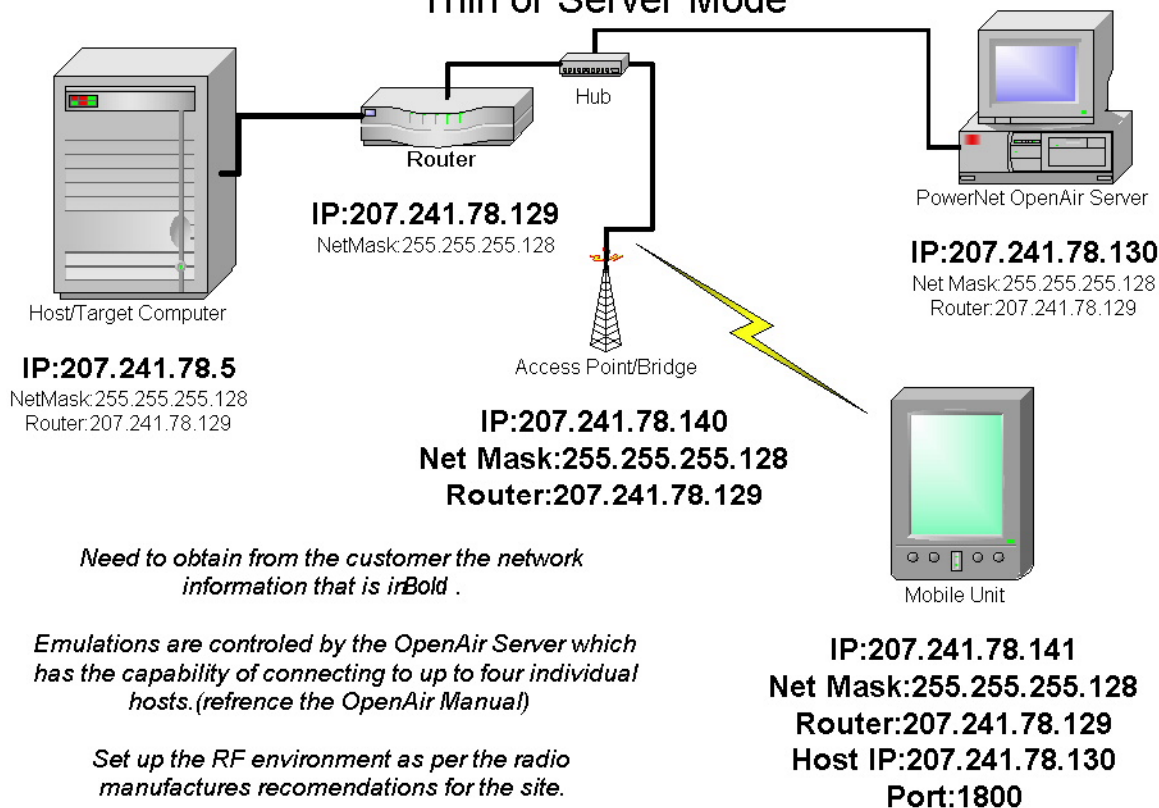 Thin or Server Mode
Hub
Router
IP:207.241.78.129
NetMask:255.255.255.128
PowerNet OpenAir Server
IP:207.241.78.130
Net Mask:255.255.255.128
Router:207.241.78.129
Host/Target Computer
IP:207.241.78.5
NetMask:255.255.255.128
Router:207.241.78.129
Access Point/Bridge
IP:207.241.78.140
Net Mask:255.255.255.128
Router:207.241.78.129
Mobile Unit
IP:207.241.78.141
Net Mask:255.255.255.128
Router:207.241.78.129
Host IP:207.241.78.130
Port:1800
Need to obtain from the customer the network
information that is inBold .
Emulations are controled by the OpenAir Server which
has the capability of connecting to up to four individual
hosts.(refrence the OpenAir Manual)
Set up the RF environment as per the radio
manufactures recomendations for the site.